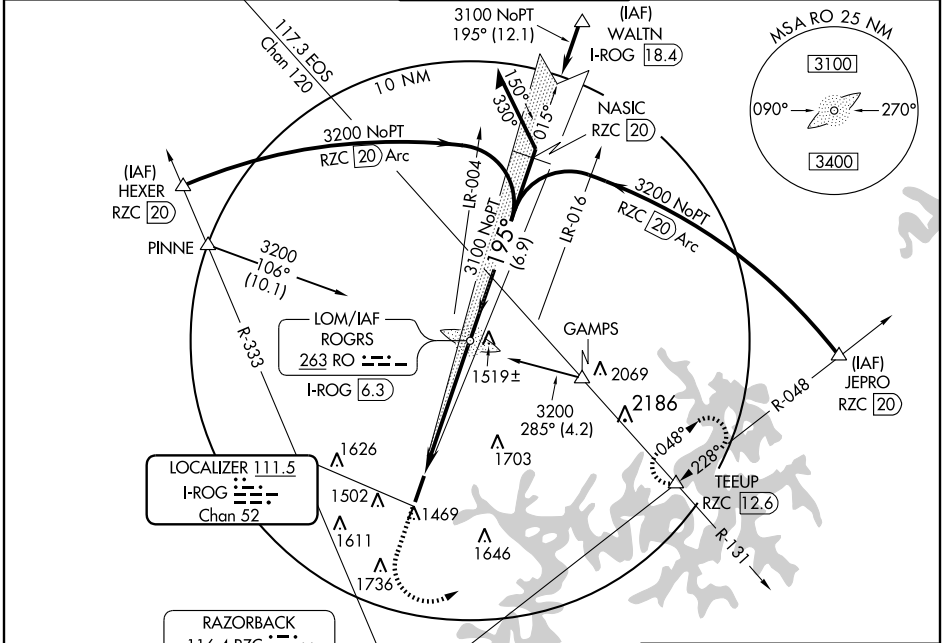 117.3 EOS
Chan 120
10 NM
3100 NoPT
195° (12.1)
(IAF)
WALTN
I-ROG 18.4
MSA RO 25 NM
3100
090°
270°
3400
150°
330°
015°
NASIC
RZC 20
3200 NoPT
RZC 20 Arc
(IAF)
HEXER
RZC 20
LR-004
LR-016
3100 NoPT
195°
(6.9)
3200 NoPT
RZC 20 Arc
PINNE
3200
106°
(10.1)
R-333
LOM/IAF
ROGRS
263 RO
I-ROG 6.3
1519±
GAMPS
2069
3200
285° (4.2)
2186
(IAF)
JEPRO
RZC 20
R-048
048°
228°
TEEUP
RZC 12.6
R-131
1626
1703
LOCALIZER 111.5
I-ROG
Chan 52
1502
1469
1611
1646
1736
RAZORBACK